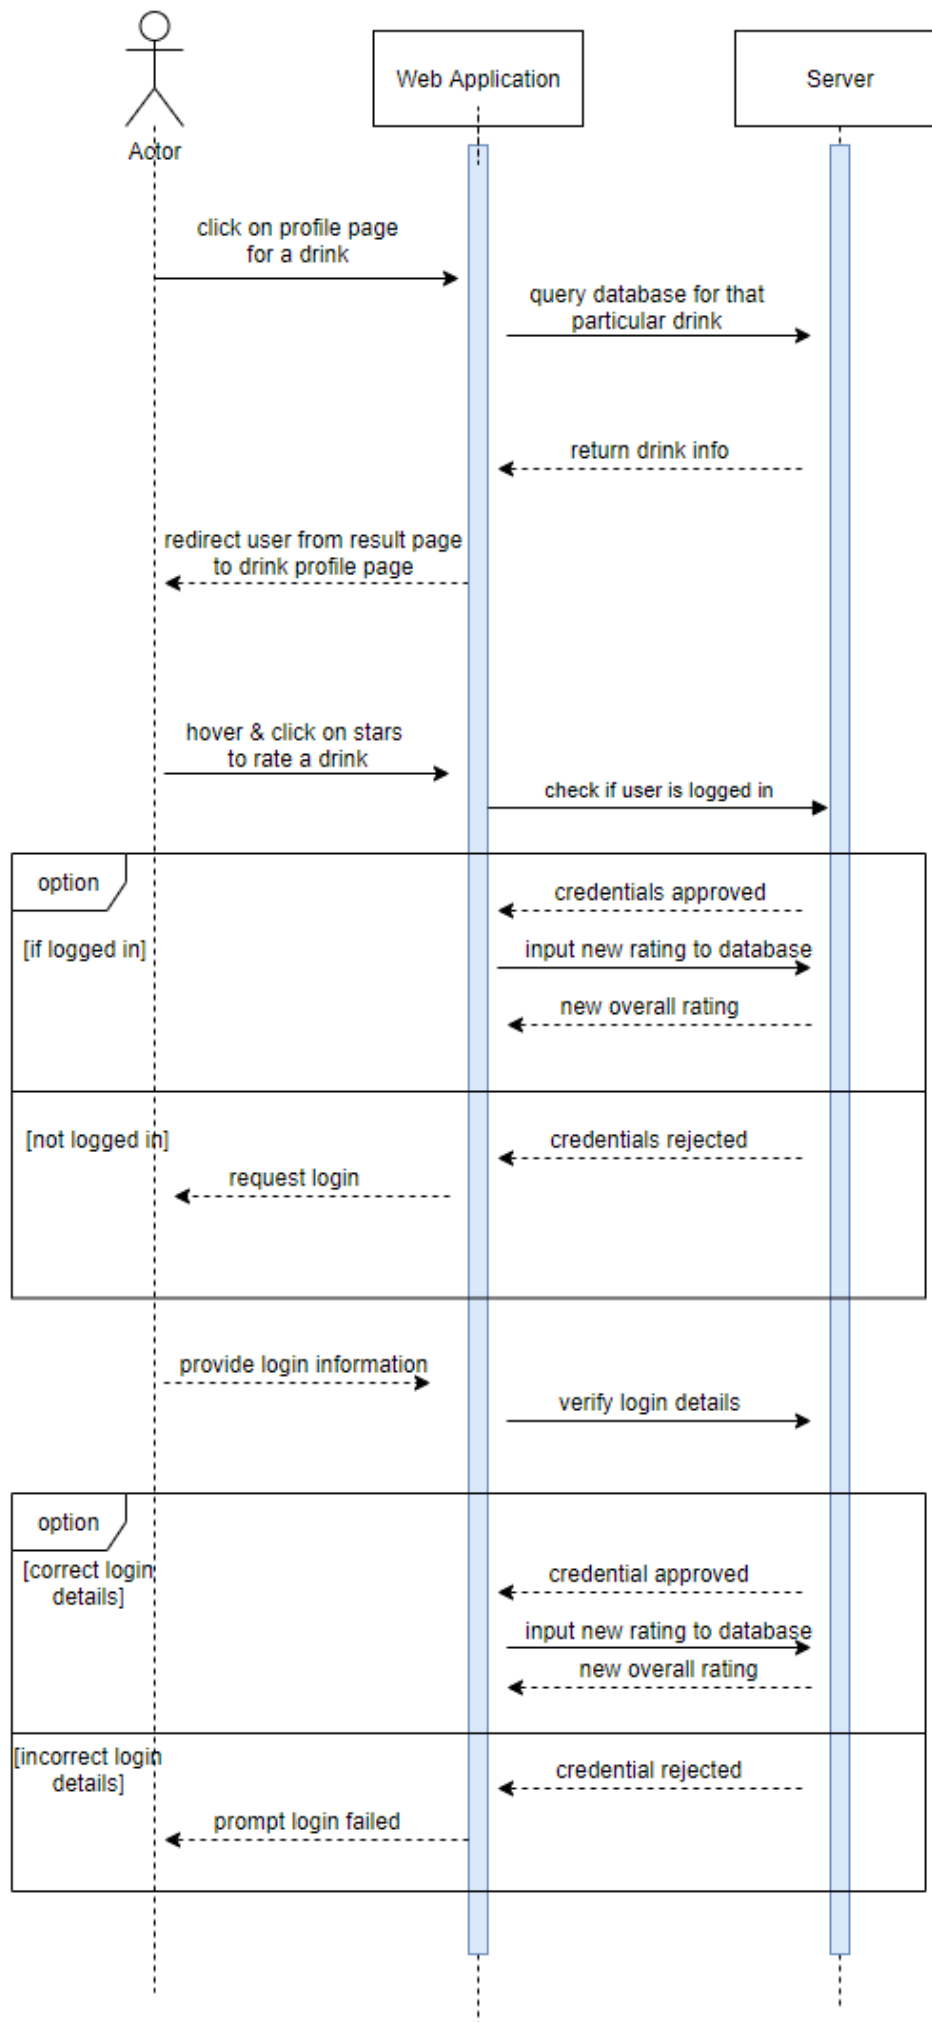 Web Application
Server
Actor
click on profile page
for a drink
query database for that
particular drink
return drink info
redirect user from result page
to drink profile page
hover & click on stars
to rate a drink
check if user is logged in
option
credentials approved
[if logged in]
input new rating to database
new overall rating
[not logged in]
credentials rejected
request login
provide login information
verify login details
option
[correct login
details]
credential approved
input new rating to database
new overall rating
[incorrect login
details]
credential rejected
prompt login failed